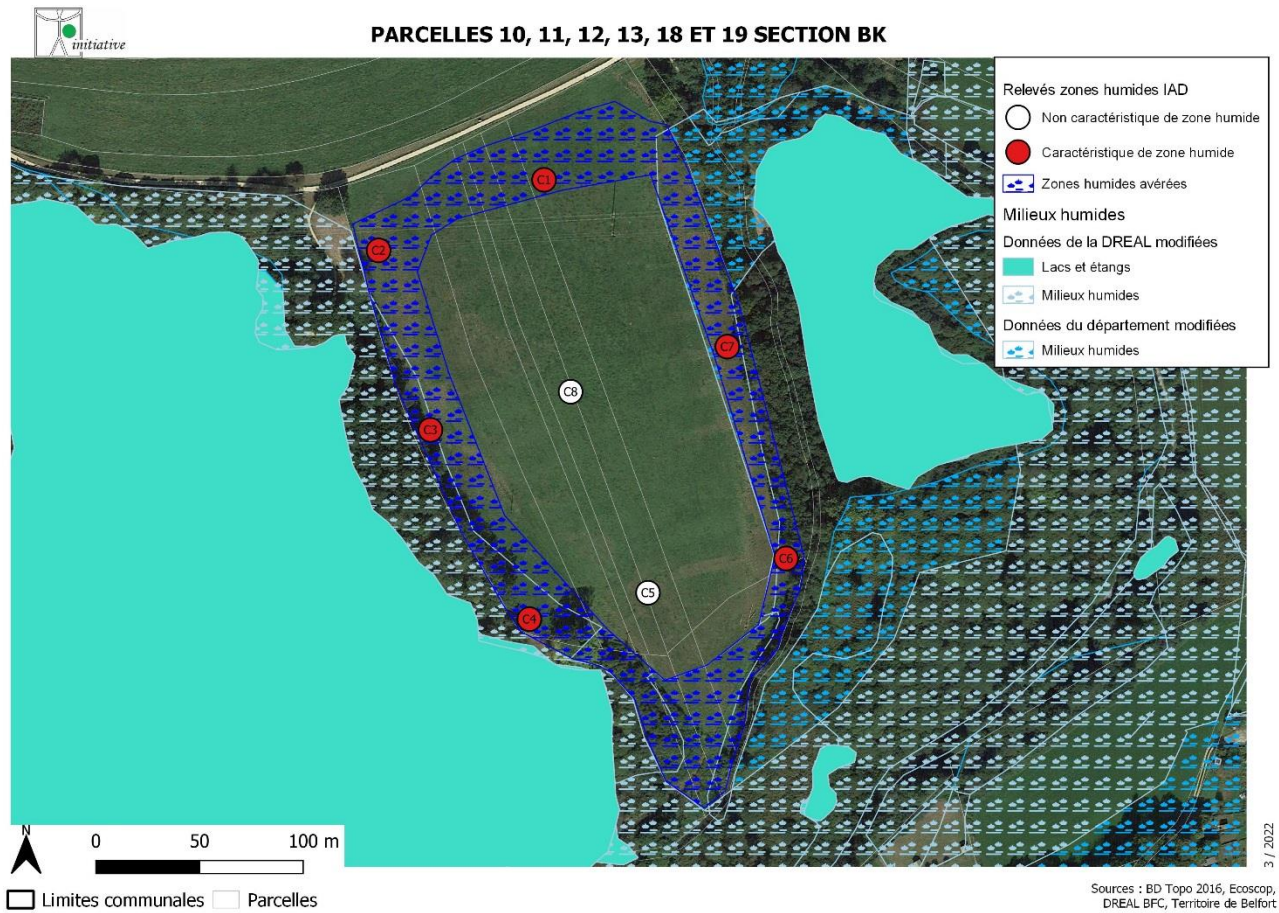 initiative
PARCELLES 10, 11, 12, 13, 18 ET 19 SECTION BK
Relevés zones humides IAD
Non caractéristique de zone humide
Caractéristique de zone humide
Zones humides avérées
Milieux humides
Données de la DREAL modifiées
Lacs et étangs
Milieux humides
Données du département modifiées
Milieux humides
C1
C2
C7
C8
C3
C6
C5
C4
N
0 50 100 m
Limites communales Parcelles
3 / 2022
Sources : BD Topo 2016, Ecoscop,
DREAL BFC, Territoire de Belfort